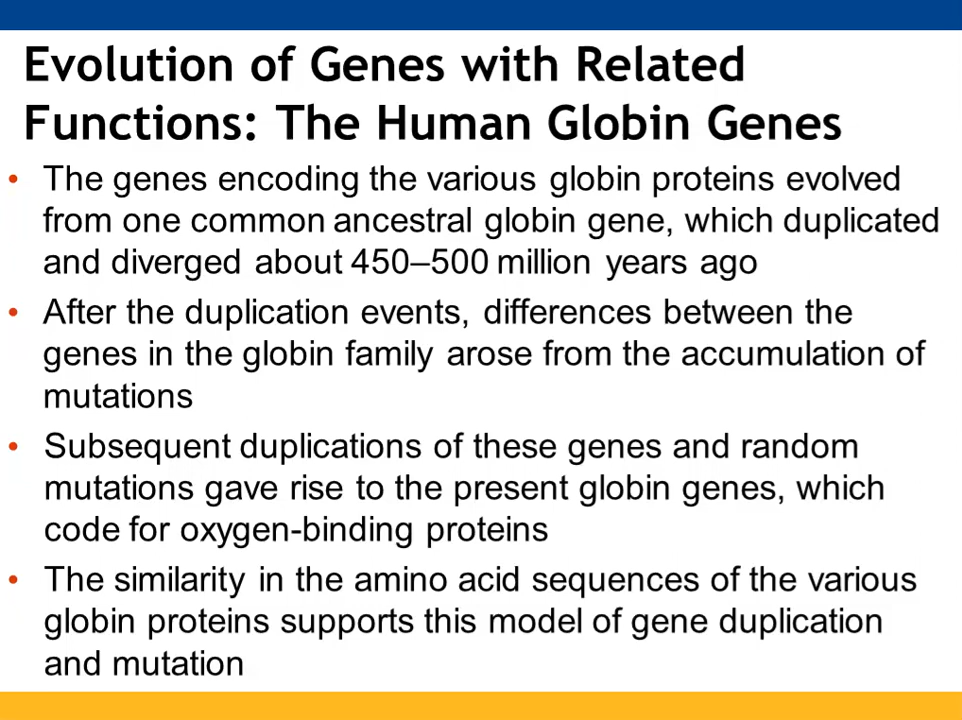 Evolution of Genes with Related
Functions: The Human Globin Genes
• The genes encoding the various globin proteins evolved
from one common ancestral globin gene, which duplicated
and diverged about 450–500 million years ago
• After the duplication events, differences between the
genes in the globin family arose from the accumulation of
mutations
• Subsequent duplications of these genes and random
mutations gave rise to the present globin genes, which
code for oxygen-binding proteins
• The similarity in the amino acid sequences of the various
globin proteins supports this model of gene duplication
and mutation